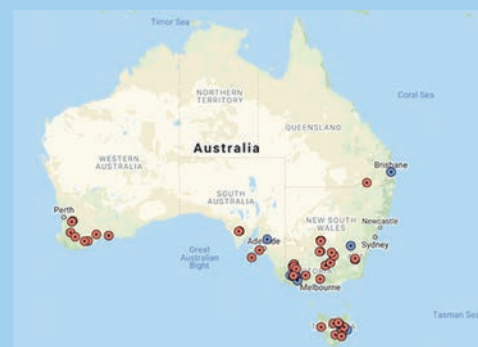 Timor Sea
NORTHERN
TERRITORY
Coral Sea
QUEENSLAND
Australia
WESTERN
AUSTRALIA
Brisbane
SOUTH
AUSTRALIA
Perth
NEW SOUTH
WALES
Newcastle
Great
Australian
Bight
Sydney
Melbourne
Tasman Sea